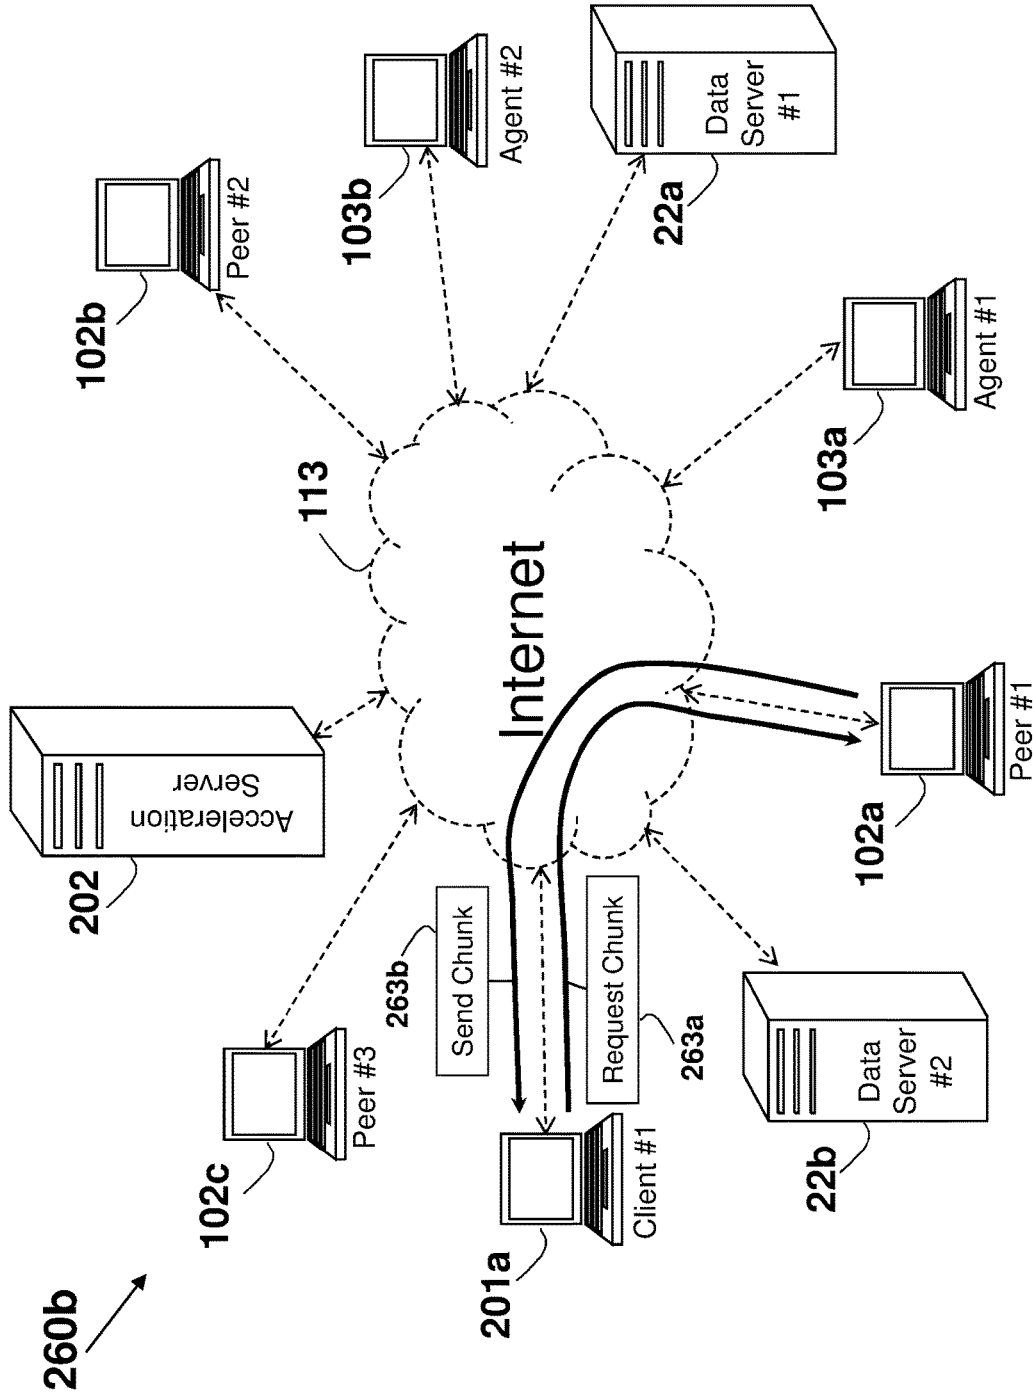 260b
202
Acceleration
Server
102b
Peer #2
102c
Peer #3
113
103b
Agent #2
263b
Send Chunk
201a
Client #1
Internet
Request Chunk
263a
22a
Data
Server
#1
22b
Data
Server
#2
102a
Peer #1
103a
Agent #1